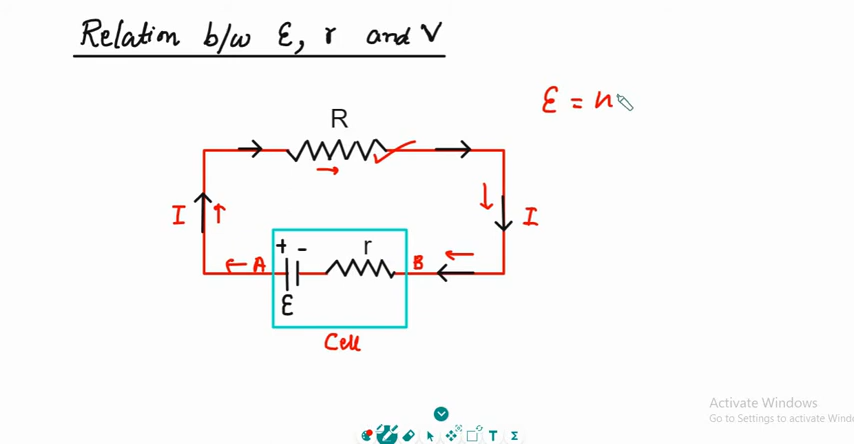 Relation b/w ε, r and V
R
ε = n
I
I
+ -
r
A
B
ε
Cell
Activate Windows
Go to Settings to activate Windo
T
Σ